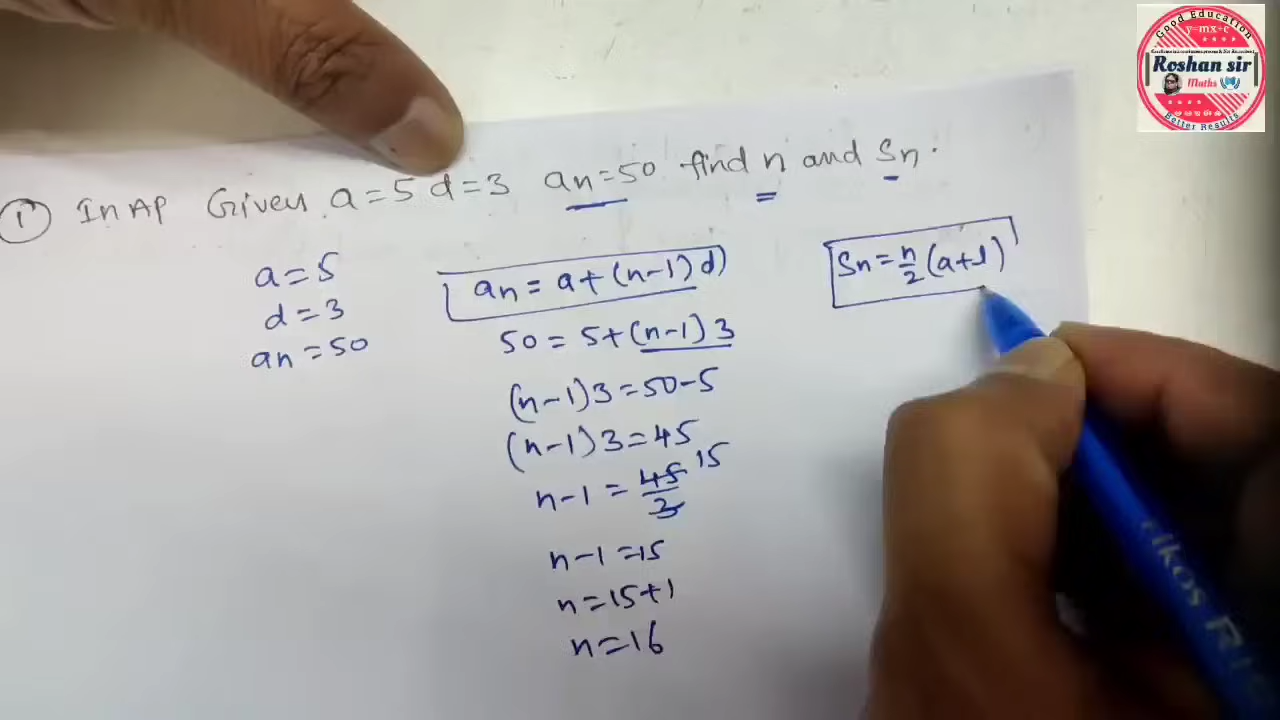 ① In AP Given a=5 d=3 an=50 find n and Sn.
a=5
d=3
an=50
an = a+(n-1)d
50 = 5+(n-1)3
(n-1)3=50-5
(n-1)3=45
n-1 = 45/3 15
n-1=15
n=15+1
n=16
Sn=n/2(a+l)
Good Education
y=mx+c
Roshan sir
Maths
Better Results
Rikos